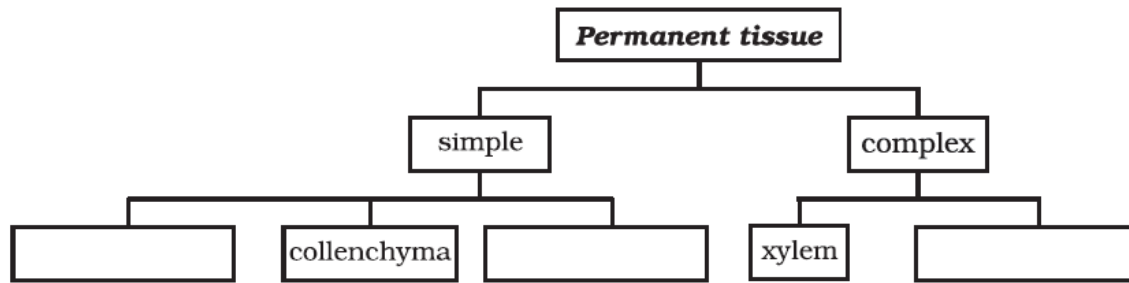 Permanent tissue
simple
complex
collenchyma
xylem